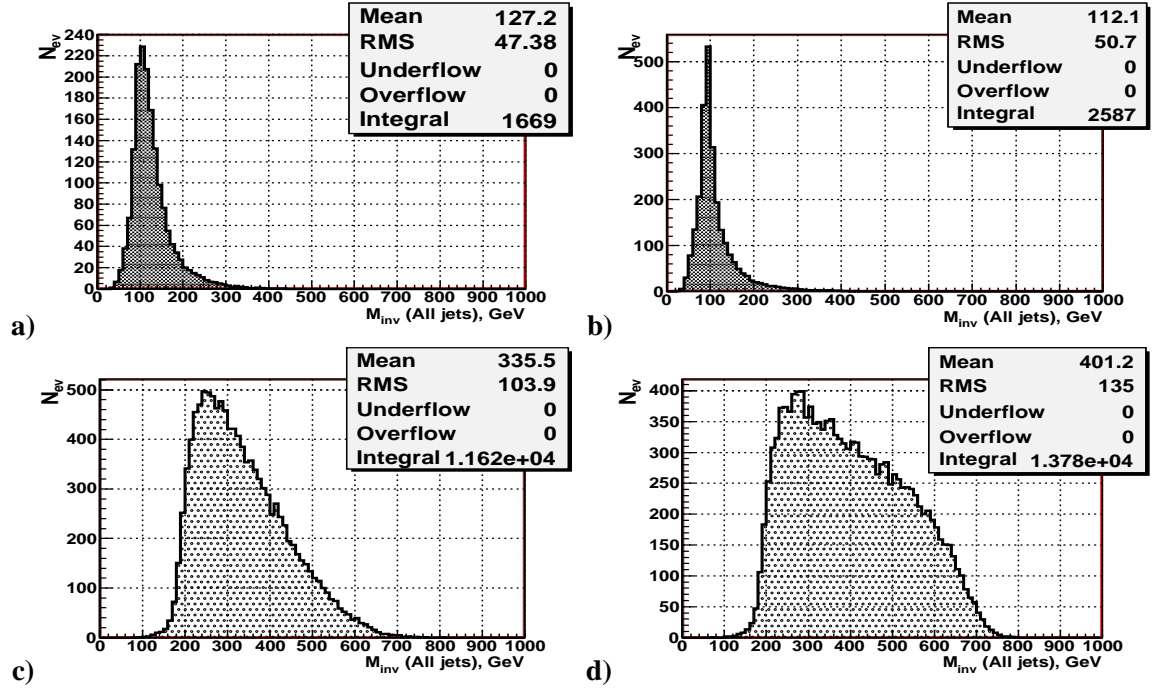 Mean 127.2
RMS 47.38
Underflow 0
Overflow 0
Integral 1669
N_ev
240
220
200
180
160
140
120
100
80
60
40
20
0
0 100 200 300 400 500 600 700 800 900 1000
M_inv (All jets), GeV
a)
Mean 112.1
RMS 50.7
Underflow 0
Overflow 0
Integral 2587
N_ev
500
400
300
200
100
0
0 100 200 300 400 500 600 700 800 900 1000
M_inv (All jets), GeV
b)
Mean 335.5
RMS 103.9
Underflow 0
Overflow 0
Integral 1.162e+04
N_ev
500
400
300
200
100
0
0 100 200 300 400 500 600 700 800 900 1000
M_inv (All jets), GeV
c)
Mean 401.2
RMS 135
Underflow 0
Overflow 0
Integral 1.378e+04
N_ev
400
350
300
250
200
150
100
50
0
0 100 200 300 400 500 600 700 800 900 1000
M_inv (All jets), GeV
d)